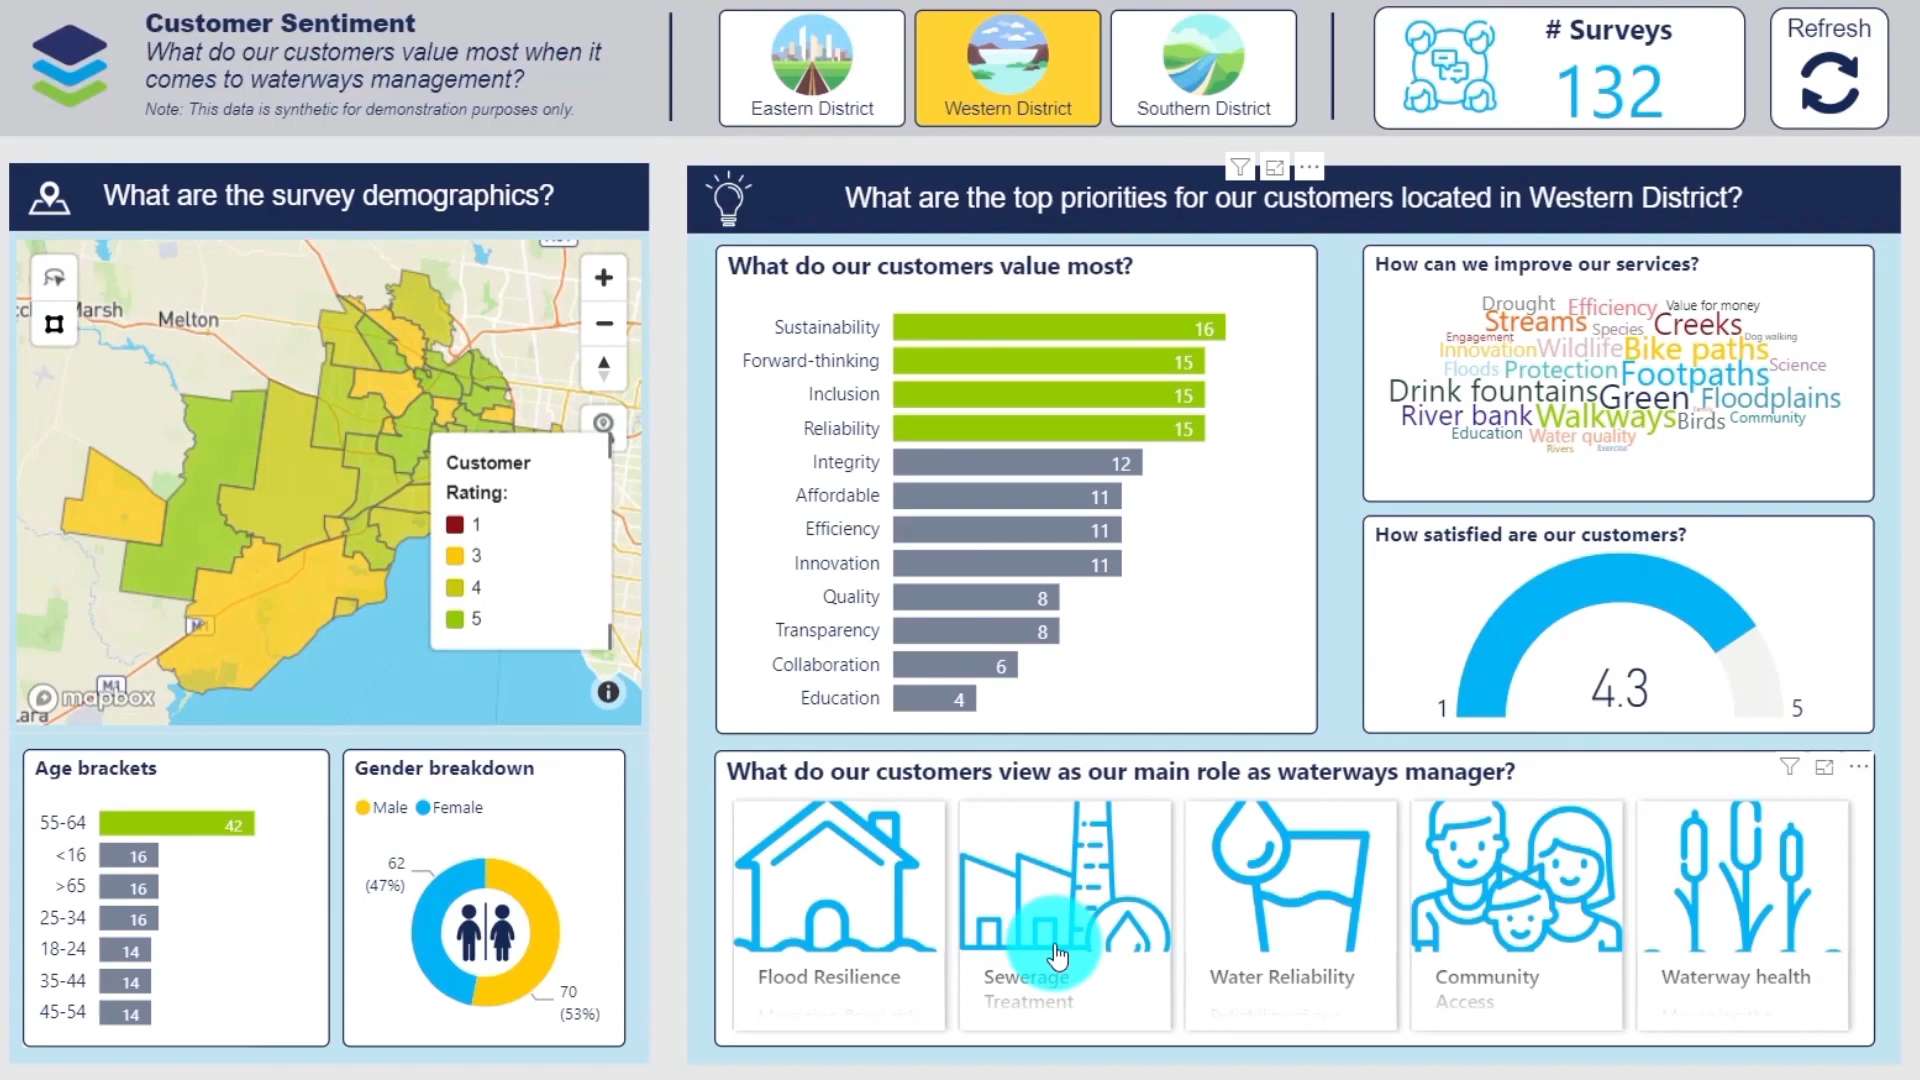 Customer Sentiment
What do our customers value most when it
comes to waterways management?
Note: This data is synthetic for demonstration purposes only.
Eastern District
Western District
Southern District
# Surveys
132
Refresh
What are the survey demographics?
Marsh
Melton
Customer
Rating:
1
3
4
5
M1
M1
mapbox
Age brackets
55-64
42
<16
16
>65
16
25-34
16
18-24
14
35-44
14
45-54
14
Gender breakdown
Male
Female
62
(47%)
70
(53%)
What are the top priorities for our customers located in Western District?
What do our customers value most?
Sustainability
16
Forward-thinking
15
Inclusion
15
Reliability
15
Integrity
12
Affordable
11
Efficiency
11
Innovation
11
Quality
8
Transparency
8
Collaboration
6
Education
4
How can we improve our services?
Drought
Efficiency
Value for money
Streams
Species
Creeks
Engagement
Dog walking
Innovation
Wildlife
Bike paths
Floods
Protection
Footpaths
Science
Drink fountains
Green
Floodplains
River bank
Walkways
Birds
Community
Education
Water quality
Rivers
Exercise
How satisfied are our customers?
4.3
1
5
What do our customers view as our main role as waterways manager?
Flood Resilience
Sewerage
Treatment
Water Reliability
Community
Access
Waterway health